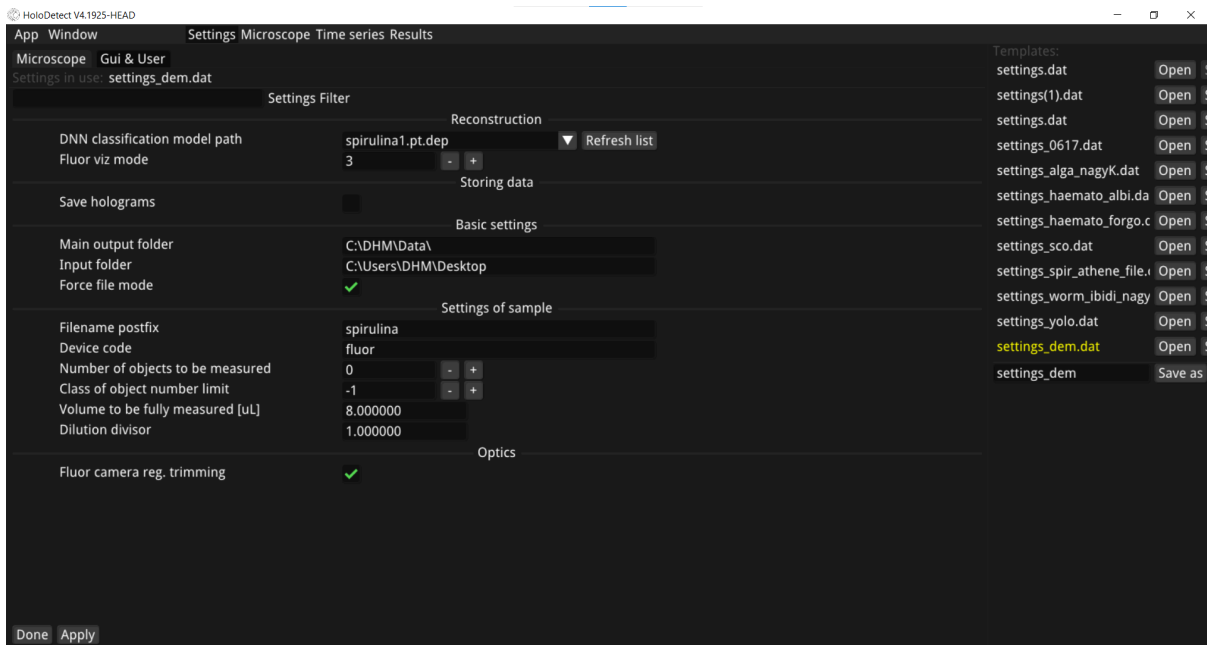 HoloDetect V4.1925-HEAD
App Window Settings Microscope Time series Results
Microscope Gui & User
Settings in use: settings_dem.dat
Settings Filter
Reconstruction
DNN classification model path spirulina1.pt.dep Refresh list
Fluor viz mode 3 - +
Storing data
Save holograms
Basic settings
Main output folder C:\DHM\Data\
Input folder C:\Users\DHM\Desktop
Force file mode
Settings of sample
Filename postfix spirulina
Device code fluor
Number of objects to be measured 0 - +
Class of object number limit -1 - +
Volume to be fully measured [uL] 8.000000
Dilution divisor 1.000000
Optics
Fluor camera reg. trimming
Done Apply
Templates:
settings.dat Open
settings(1).dat Open
settings.dat Open
settings_0617.dat Open
settings_alga_nagyK.dat Open
settings_haemato_albi.da Open
settings_haemato_forgo.c Open
settings_sco.dat Open
settings_spir_athene_file. Open
settings_worm_ibidi_nagy Open
settings_yolo.dat Open
settings_dem.dat Open
settings_dem Save as